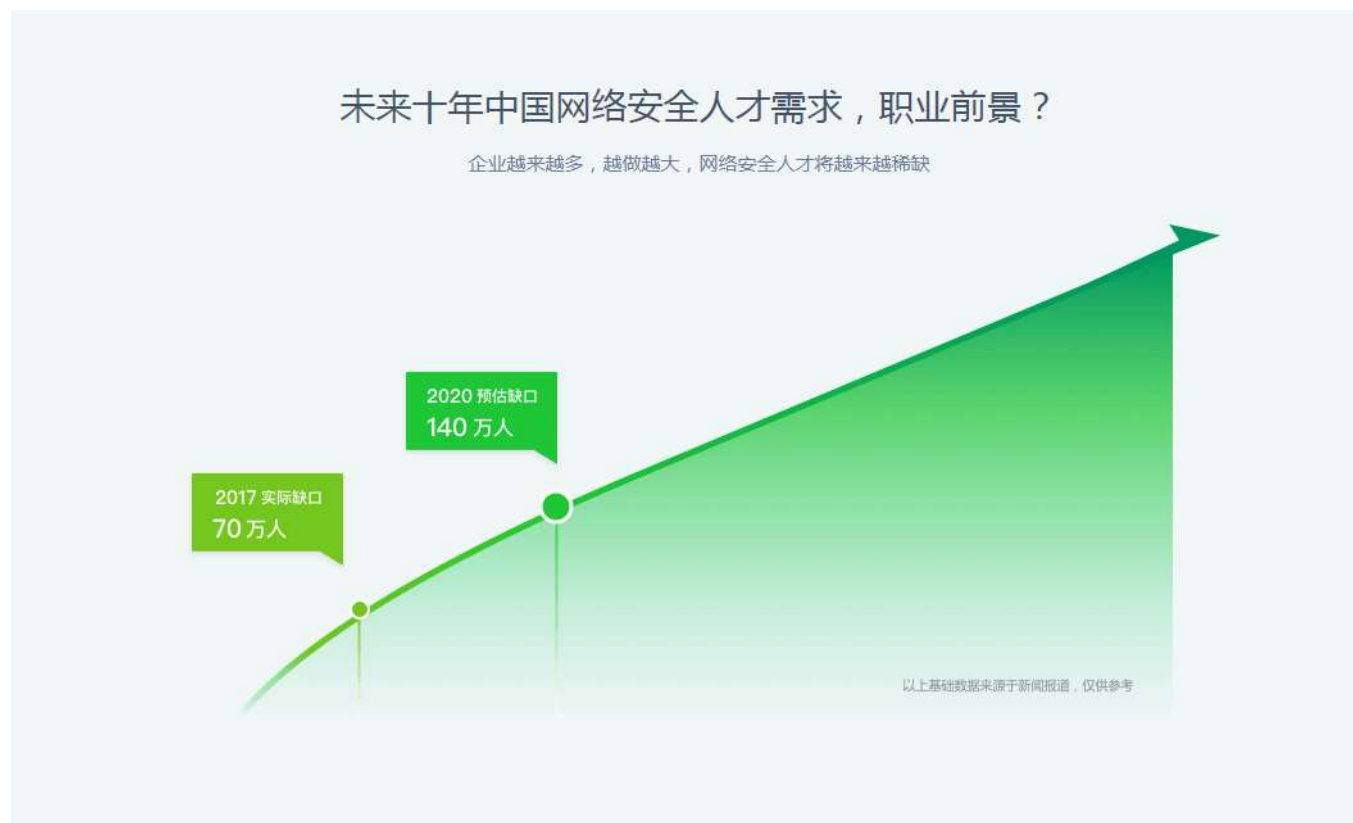 未来十年中国网络安全人才需求，职业前景？
企业越来越多，越做越大，网络安全人才将越来越稀缺
2020 预估缺口
140 万人
2017 实际缺口
70 万人
以上基础数据来源于新闻报道，仅供参考